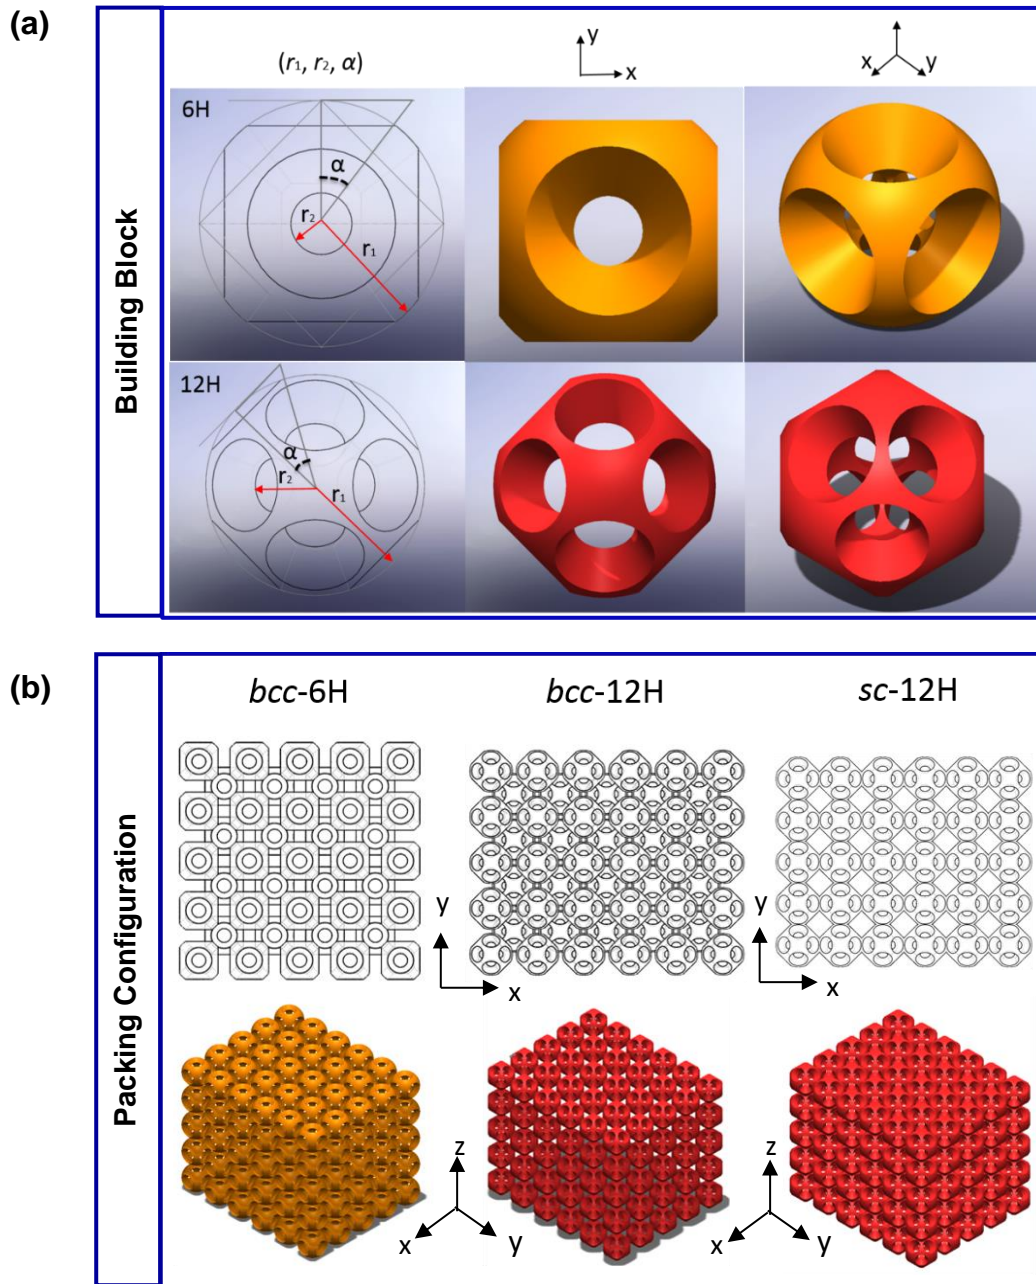 (a)
Building Block
(r₁, r₂, α)
y
x
x
y
6H
α
r₂
r₁
12H
α
r₂
r₁
(b)
Packing Configuration
bcc-6H
bcc-12H
sc-12H
y
x
y
x
z
x
y
z
x
y